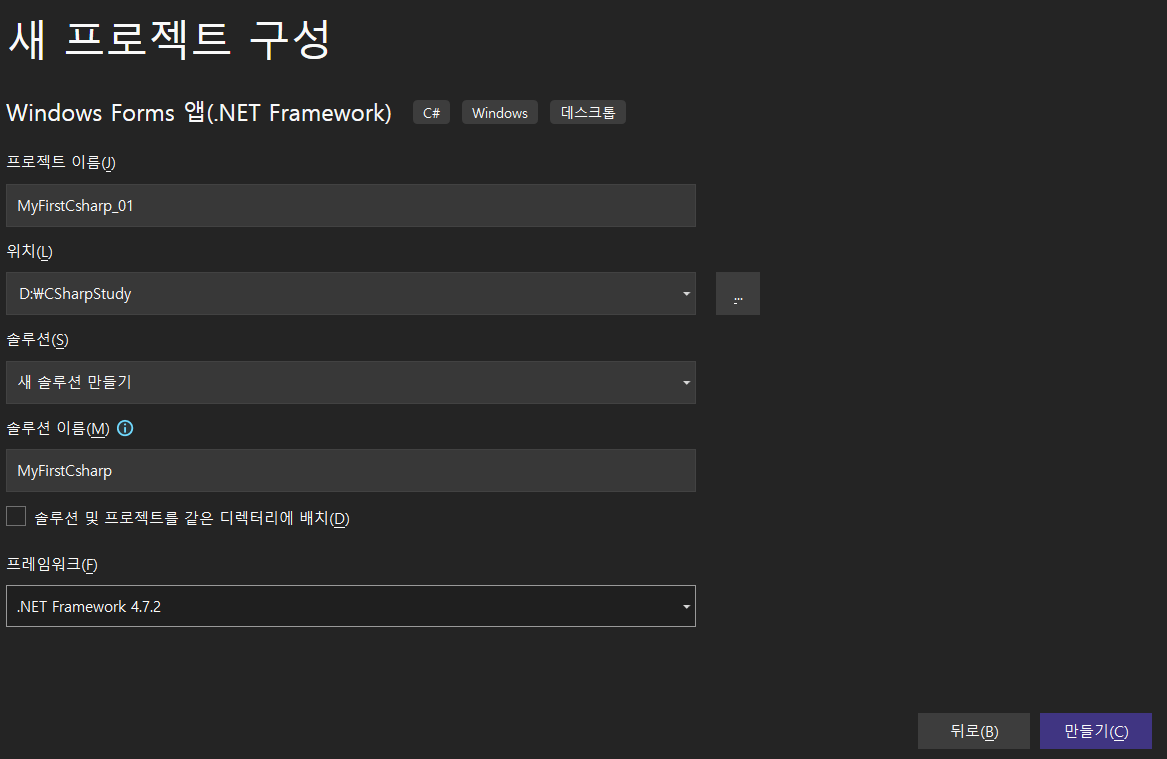 새 프로젝트 구성
Windows Forms 앱(.NET Framework) C# Windows 데스크톱
프로젝트 이름(J)
MyFirstCsharp_01
위치(L)
D:₩CSharpStudy
...
솔루션(S)
새 솔루션 만들기
솔루션 이름(M)
MyFirstCsharp
솔루션 및 프로젝트를 같은 디렉터리에 배치(D)
프레임워크(F)
.NET Framework 4.7.2
뒤로(B) 만들기(C)